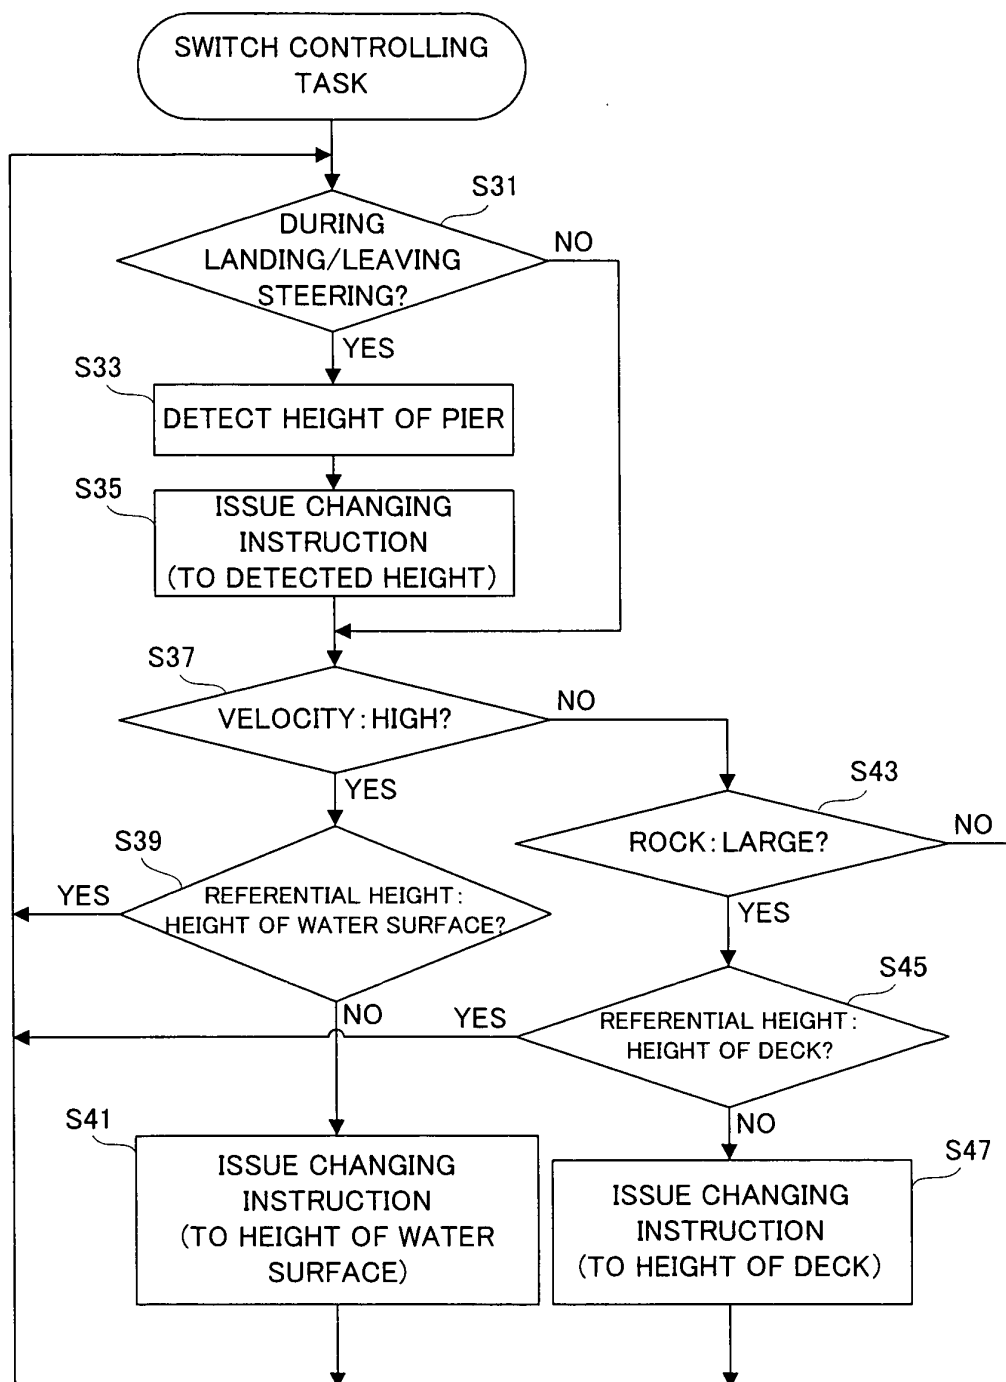 SWITCH CONTROLLING
TASK
S31
DURING
LANDING/LEAVING
STEERING?
NO
YES
S33
DETECT HEIGHT OF PIER
S35
ISSUE CHANGING
INSTRUCTION
(TO DETECTED HEIGHT)
S37
VELOCITY:HIGH?
NO
YES
S43
ROCK:LARGE?
NO
YES
S39
REFERENTIAL HEIGHT:
HEIGHT OF WATER SURFACE?
YES
NO
S45
REFERENTIAL HEIGHT:
HEIGHT OF DECK?
YES
NO
S41
ISSUE CHANGING
INSTRUCTION
(TO HEIGHT OF WATER
SURFACE)
S47
ISSUE CHANGING
INSTRUCTION
(TO HEIGHT OF DECK)